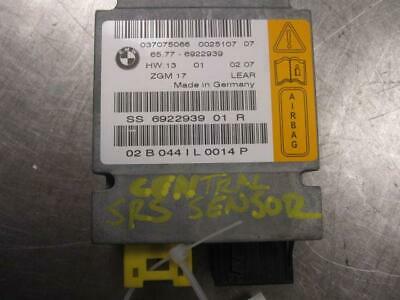 BMW
037075066 0025107 07
65.77 - 6922939
HW 13 01 02 07
ZGM 17 LEAR
Made in Germany
SS 6922939 01 R
02 B 044 I L 0014 P
AIRBAG
CENTRAL
SRS SENSOR